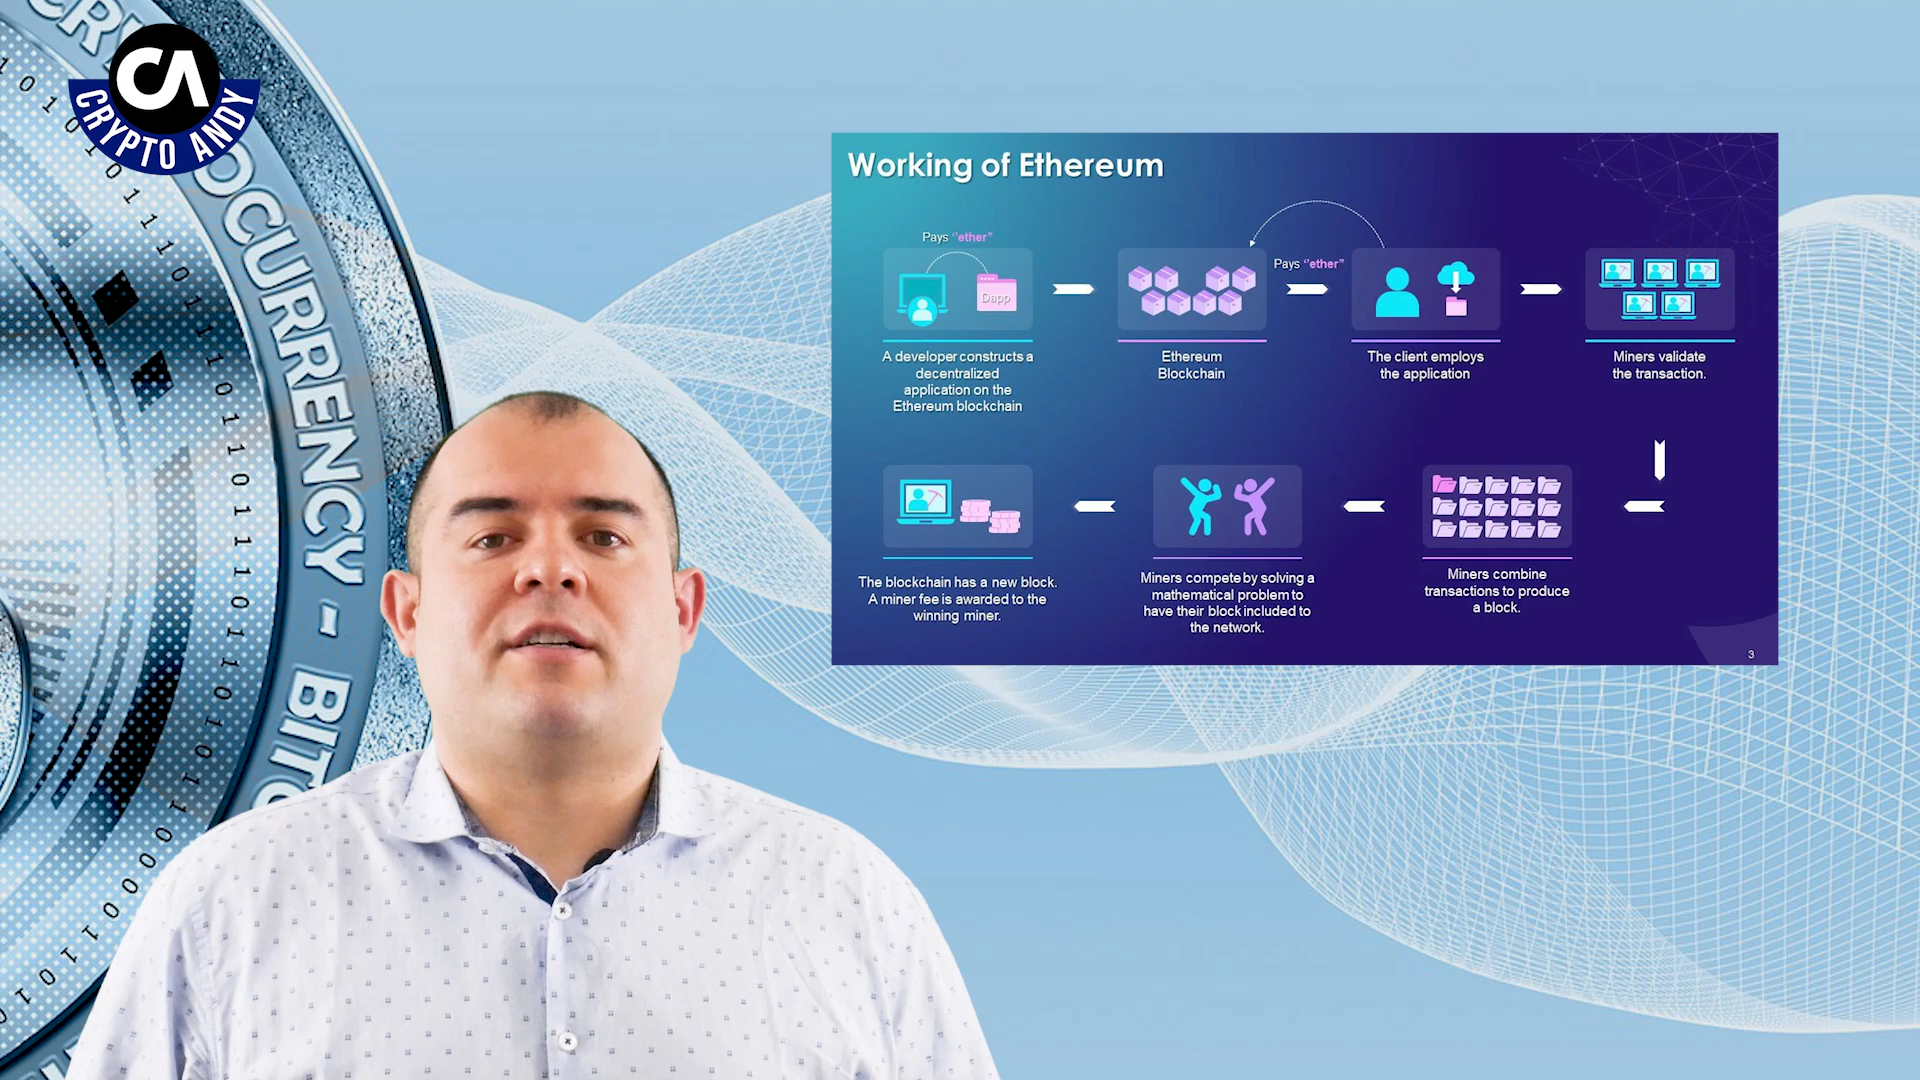 CA
CRYPTO ANDY
CRYPTOCURRENCY - BITC
Working of Ethereum
Pays "ether"
Dapp
Pays "ether"
A developer constructs a
decentralized
application on the
Ethereum blockchain
Ethereum
Blockchain
The client employs
the application
Miners validate
the transaction.
The blockchain has a new block.
A miner fee is awarded to the
winning miner.
Miners compete by solving a
mathematical problem to
have their block included to
the network.
Miners combine
transactions to produce
a block.
3